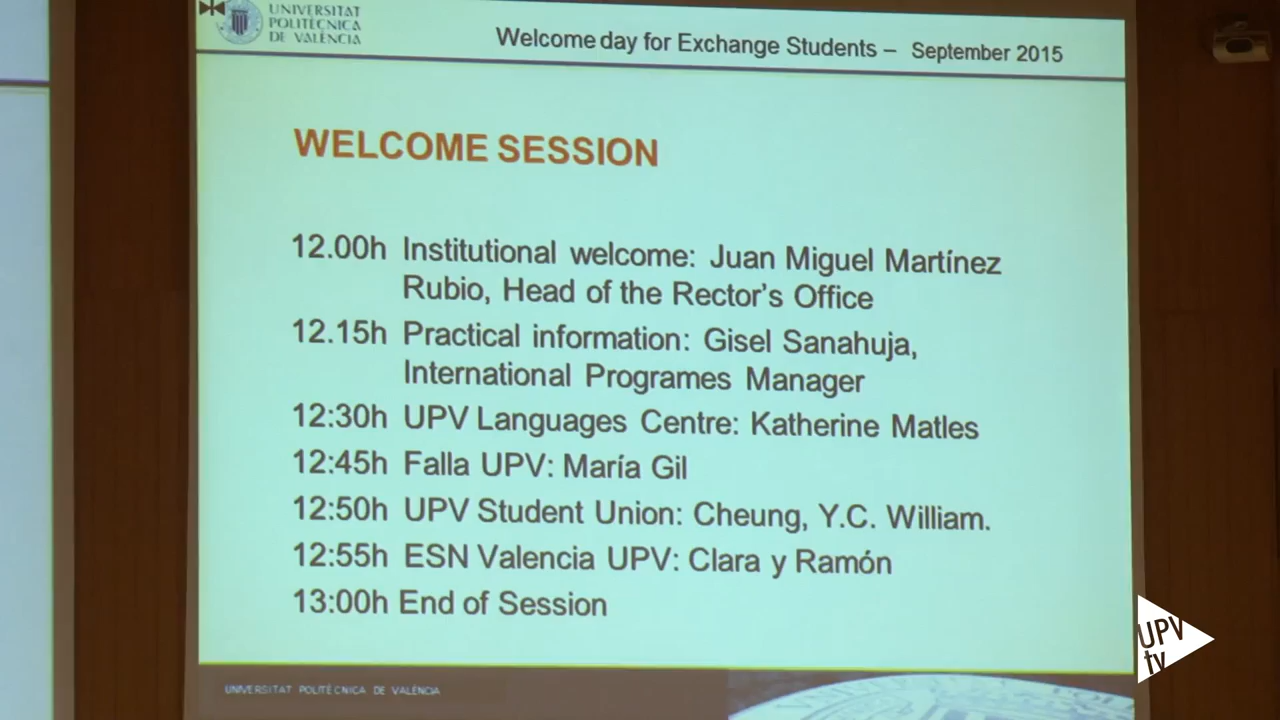 UNIVERSITAT
POLITÈCNICA
DE VALÈNCIA
Welcome day for Exchange Students – September 2015
WELCOME SESSION
12.00h Institutional welcome: Juan Miguel Martínez
Rubio, Head of the Rector's Office
12.15h Practical information: Gisel Sanahuja,
International Programes Manager
12:30h UPV Languages Centre: Katherine Matles
12:45h Falla UPV: María Gil
12:50h UPV Student Union: Cheung, Y.C. William.
12:55h ESN Valencia UPV: Clara y Ramón
13:00h End of Session
UNIVERSITAT POLITÈCNICA DE VALÈNCIA
UPV
tv